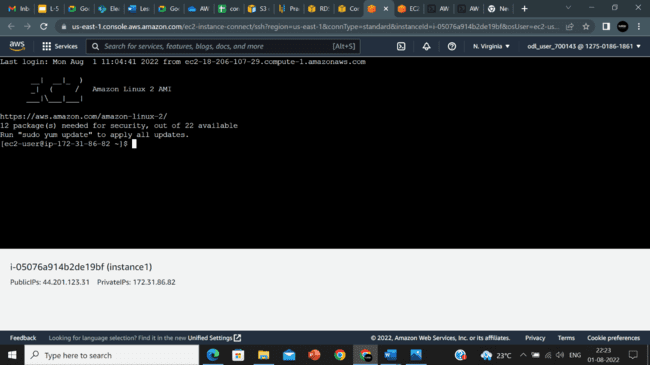 Inb
L-5
Go
Ele
Lea
Go
AW
cor
S3
Pra
RD
Cor
EC2
AW
AW
Ne
us-east-1.console.aws.amazon.com/ec2-instance-connect/ssh?region=us-east-1&connType=standard&instanceId=i-05076a914b2de19bf&osUser=ec2-us...
aws
Services
Search for services, features, blogs, docs, and more
[Alt+S]
N. Virginia
odl_user_700143 @ 1275-0186-1861
Last login: Mon Aug 1 11:04:41 2022 from ec2-18-206-107-29.compute-1.amazonaws.com
__| __|_ )
_| ( / Amazon Linux 2 AMI
___|\___|___|
https://aws.amazon.com/amazon-linux-2/
12 package(s) needed for security, out of 22 available
Run "sudo yum update" to apply all updates.
[ec2-user@ip-172-31-86-82 ~]$
i-05076a914b2de19bf (instance1)
PublicIPs: 44.201.123.31 PrivateIPs: 172.31.86.82
Feedback
Looking for language selection? Find it in the new Unified Settings
© 2022, Amazon Web Services, Inc. or its affiliates.
Privacy
Terms
Cookie preferences
Type here to search
23°C
ENG
22:23
01-08-2022